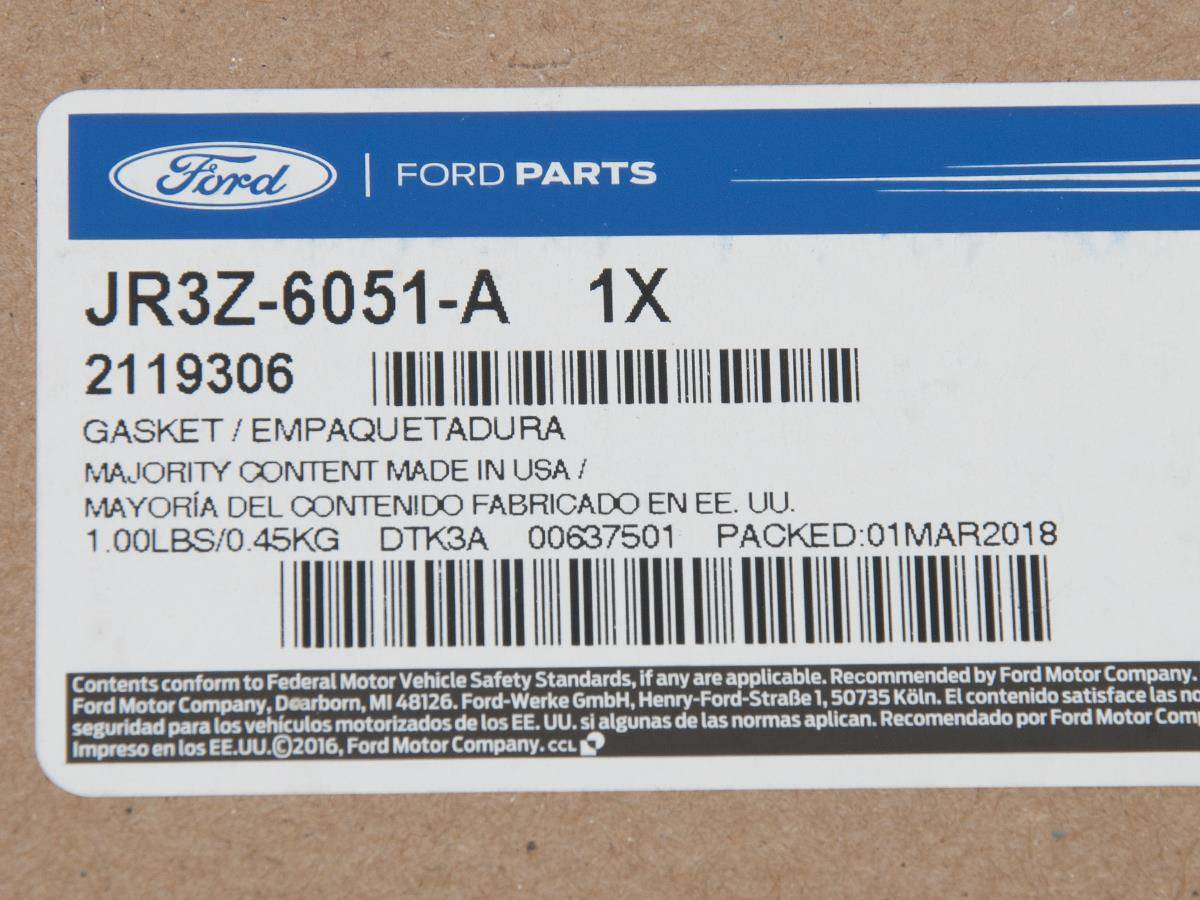 Ford | FORD PARTS
JR3Z-6051-A 1X
2119306
GASKET / EMPAQUETADURA
MAJORITY CONTENT MADE IN USA /
MAYORÍA DEL CONTENIDO FABRICADO EN EE. UU.
1.00LBS/0.45KG DTK3A 00637501 PACKED:01MAR2018
Contents conform to Federal Motor Vehicle Safety Standards, if any are applicable. Recommended by Ford Motor Company.
Ford Motor Company, Dearborn, MI 48126. Ford-Werke GmbH, Henry-Ford-Straße 1, 50735 Köln. El contenido satisface las no
seguridad para los vehículos motorizados de los EE. UU. si algunas de las normas aplican. Recomendado por Ford Motor Com
Impreso en los EE.UU.©2016, Ford Motor Company. CCL